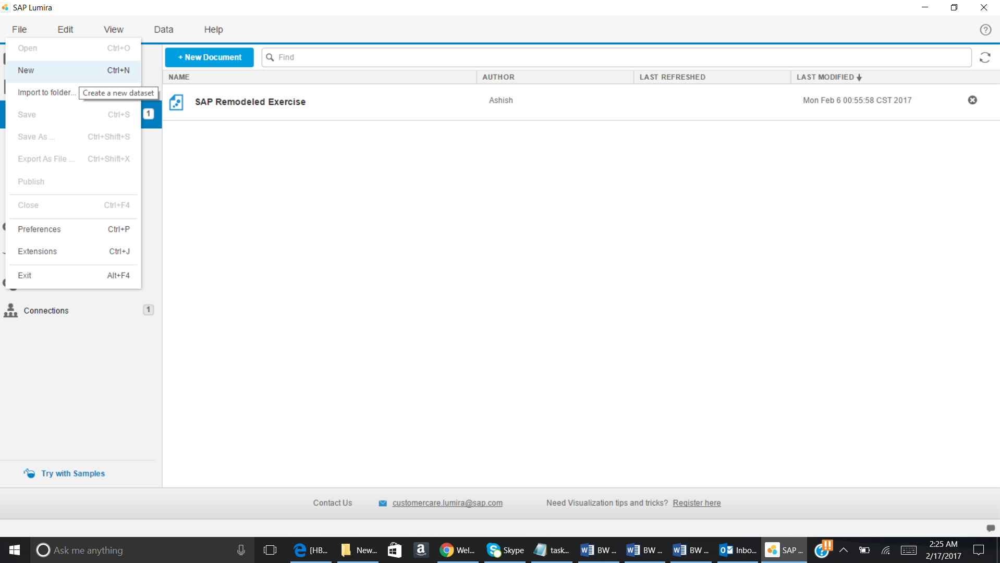 SAP Lumira
File Edit View Data Help
Open Ctrl+O
New Ctrl+N
Import to folder...
Create a new dataset
Save Ctrl+S
Save As ... Ctrl+Shift+S
Export As File ... Ctrl+Shift+X
Publish
Close Ctrl+F4
Preferences Ctrl+P
Extensions Ctrl+J
Exit Alt+F4
1
Connections 1
Try with Samples
+ New Document
Find
NAME AUTHOR LAST REFRESHED LAST MODIFIED
SAP Remodeled Exercise Ashish Mon Feb 6 00:55:58 CST 2017
Contact Us customercare.lumira@sap.com Need Visualization tips and tricks? Register here
Ask me anything
[HB...
New...
Wel...
Skype
task...
BW ...
BW ...
BW ...
Inbo...
SAP ...
2:25 AM
2/17/2017